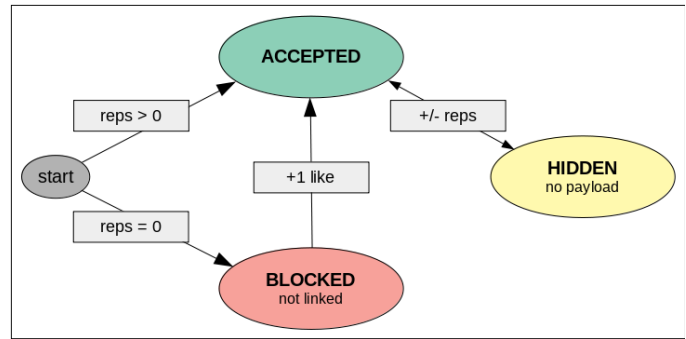 ACCEPTED
reps > 0
+/- reps
start
+1 like
HIDDEN
no payload
reps = 0
BLOCKED
not linked